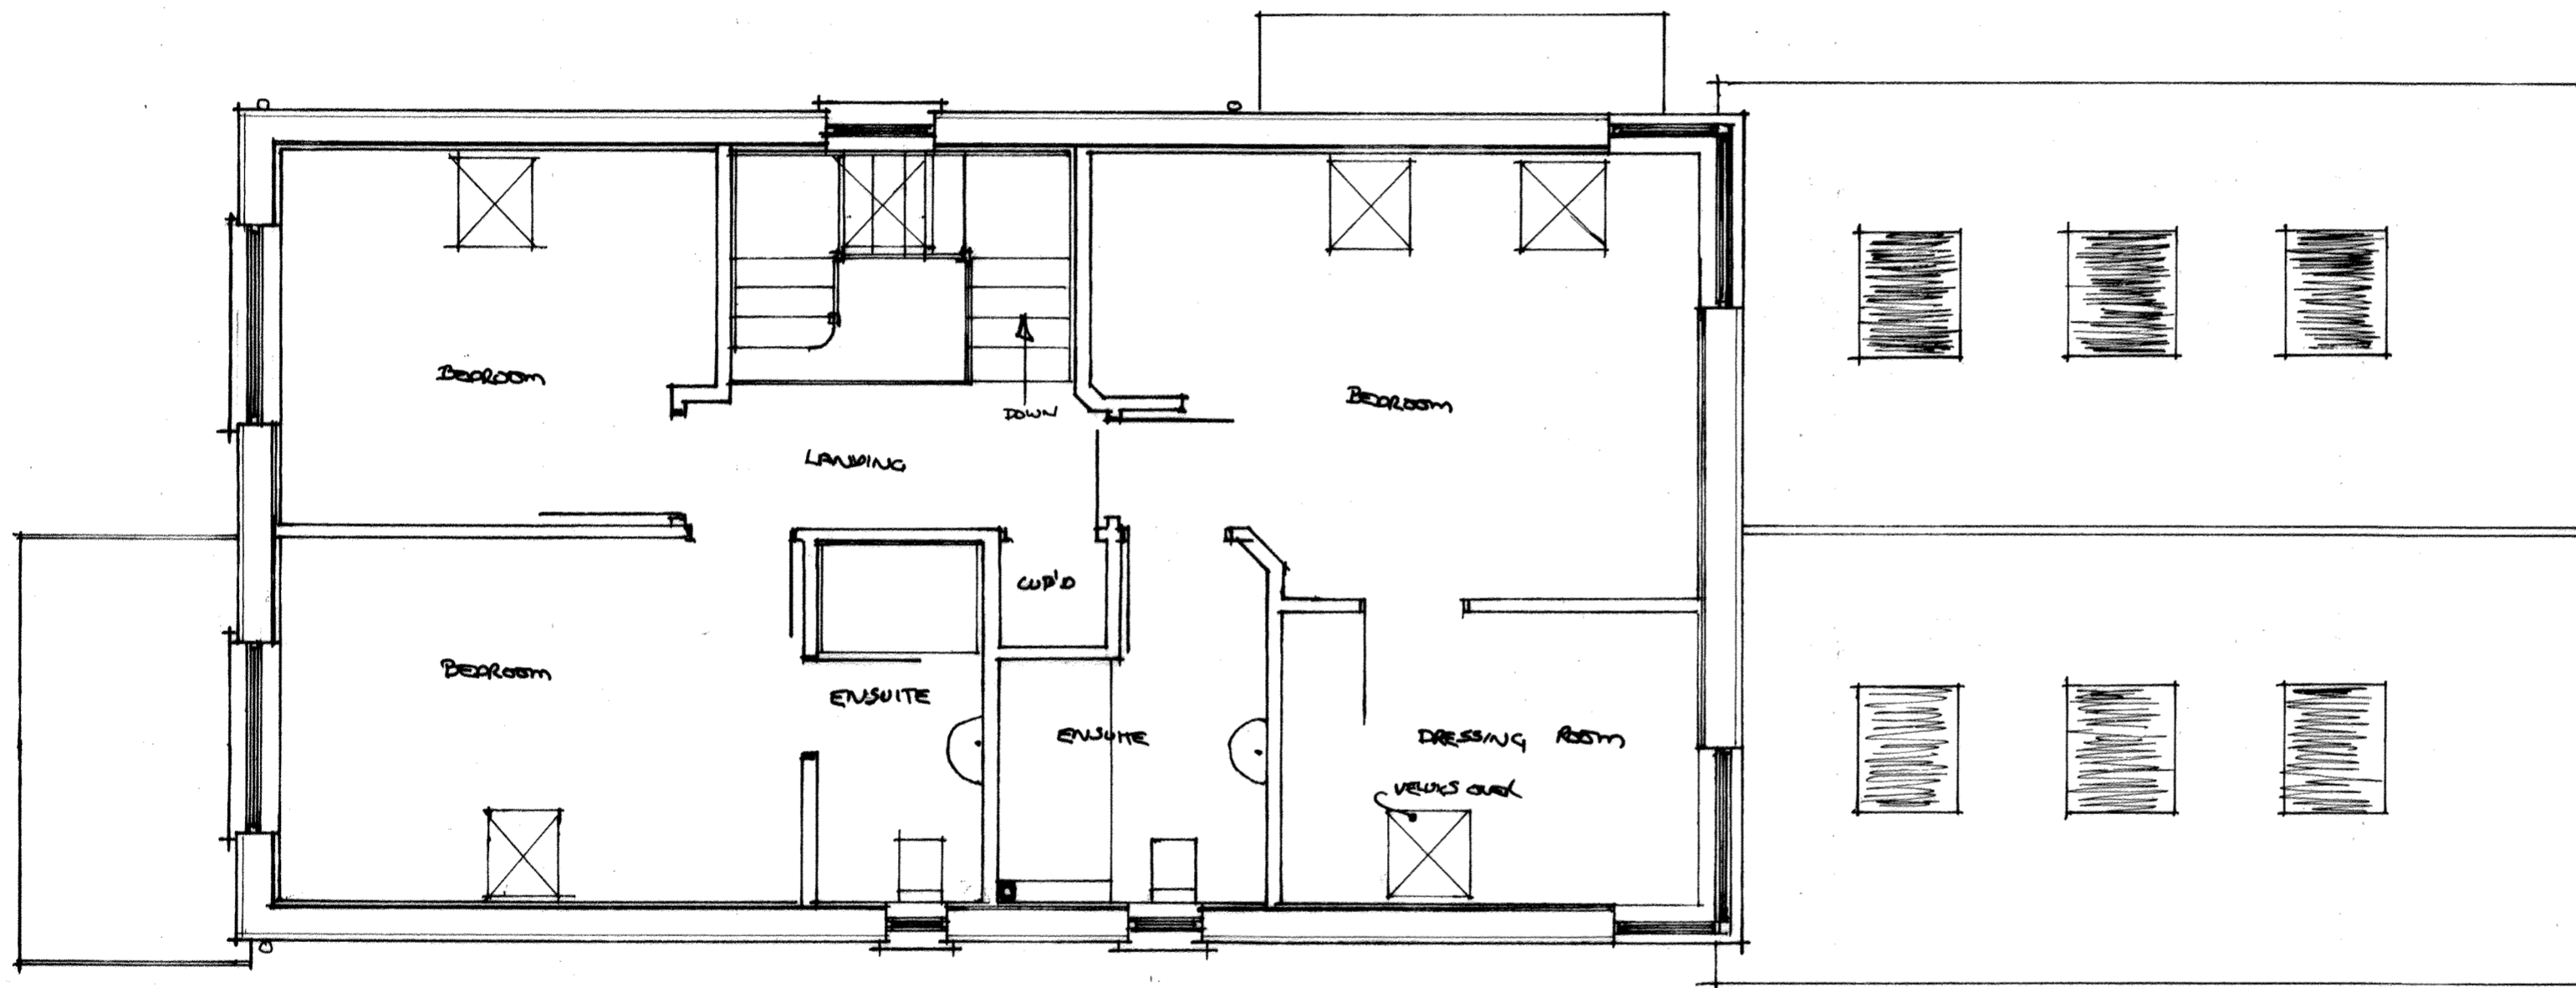 BEDROOM
BEDROOM
DOWN
LANDING
CUP'D
BEDROOM
ENSUITE
ENSUITE
DRESSING ROOM
VELUXS OVER